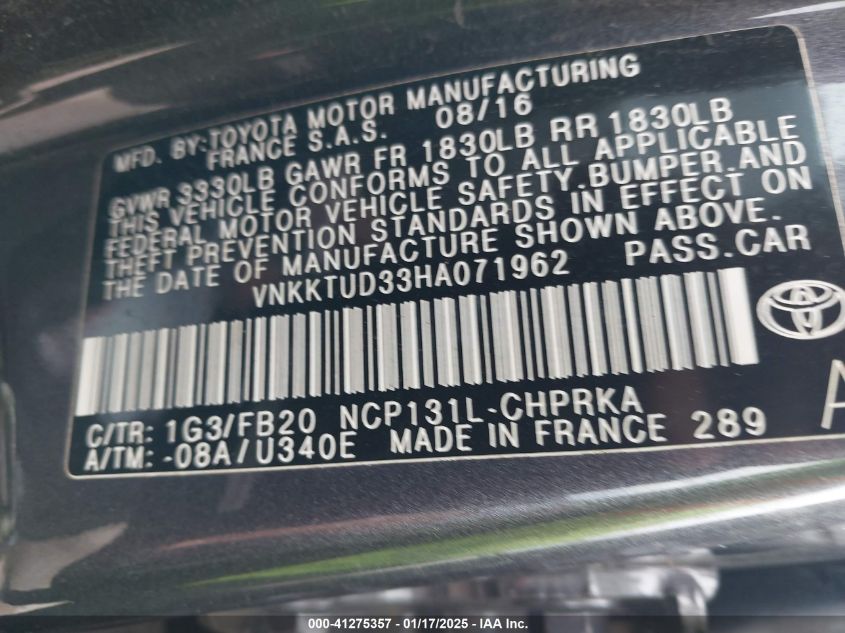 MFD. BY:TOYOTA MOTOR MANUFACTURING
FRANCE S.A.S. 08/16
GVWR 3330LB GAWR FR 1830LB RR 1830LB
THIS VEHICLE CONFORMS TO ALL APPLICABLE
FEDERAL MOTOR VEHICLE SAFETY,BUMPER,AND
THEFT PREVENTION STANDARDS IN EFFECT ON
THE DATE OF MANUFACTURE SHOWN ABOVE.
VNKKTUD33HA071962 PASS.CAR
C/TR: 1G3/FB20 NCP131L-CHPRKA
A/TM: -08A/U340E MADE IN FRANCE 289
A
000-41275357 - 01/17/2025 - IAA Inc.